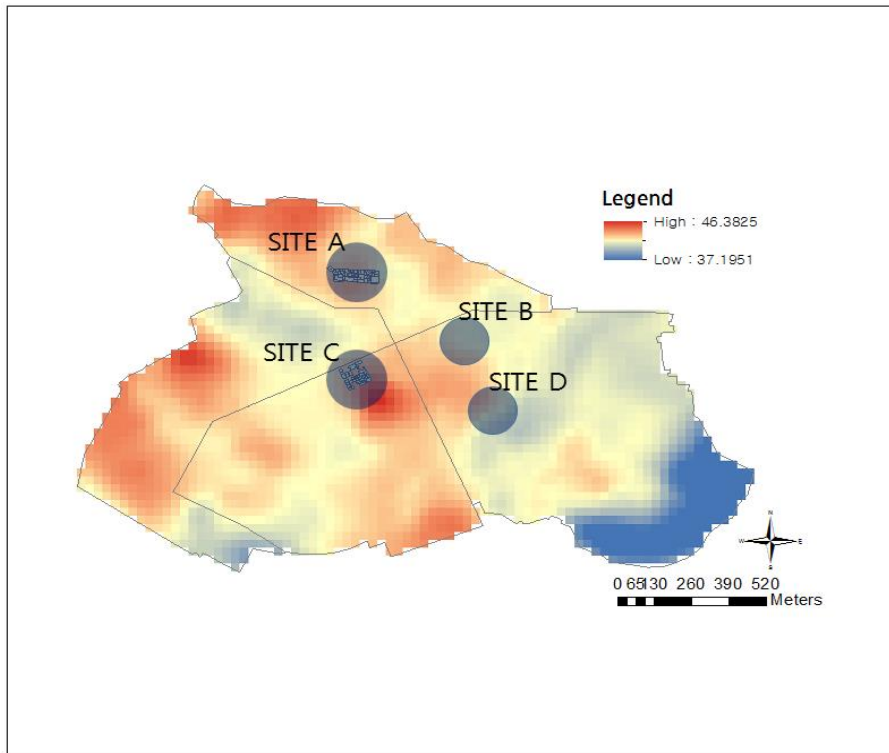 Legend
High : 46.3825
Low : 37.1951
SITE A
SITE B
SITE C
SITE D
N
W E
S
0 65130 260 390 520
Meters